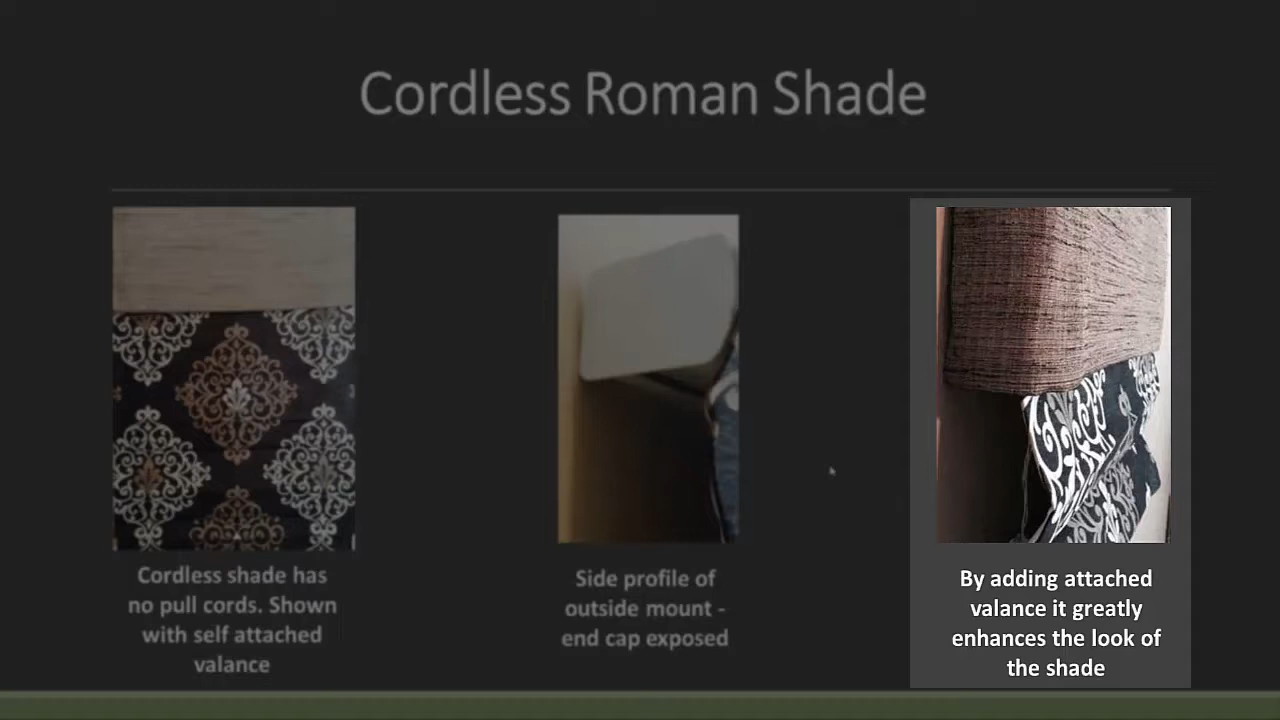 Cordless Roman Shade
Cordless shade has
no pull cords. Shown
with self attached
valance
Side profile of
outside mount -
end cap exposed
By adding attached
valance it greatly
enhances the look of
the shade